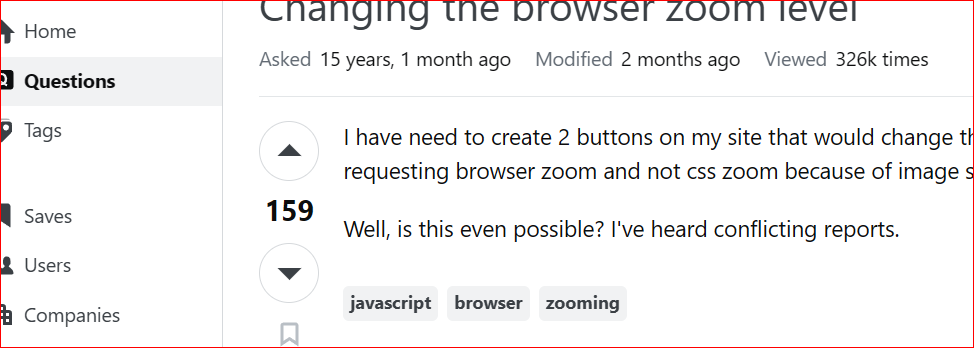 Changing the browser zoom level
Home
Asked 15 years, 1 month ago Modified 2 months ago Viewed 326k times
Questions
Tags
I have need to create 2 buttons on my site that would change
requesting browser zoom and not css zoom because of image
159
Saves
Well, is this even possible? I've heard conflicting reports.
Users
javascript browser zooming
Companies